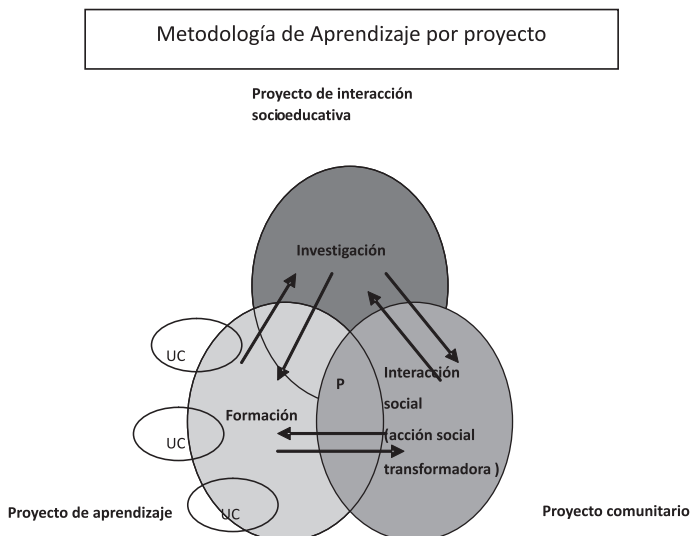 Metodología de Aprendizaje por proyecto
Proyecto de interacción
socioeducativa
Investigación
UC
P
Interacción
social
Formación
(acción social
UC
transformadora )
UC
Proyecto de aprendizaje
Proyecto comunitario